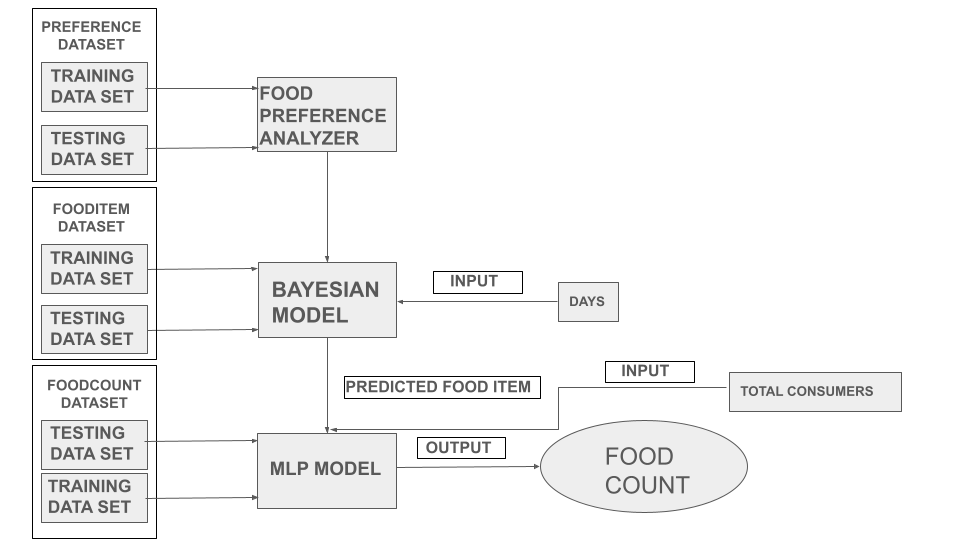 PREFERENCE
DATASET
TRAINING
DATA SET
TESTING
DATA SET
FOOD
PREFERENCE
ANALYZER
FOODITEM
DATASET
TRAINING
DATA SET
TESTING
DATA SET
BAYESIAN
MODEL
INPUT
DAYS
PREDICTED FOOD ITEM
INPUT
TOTAL CONSUMERS
FOODCOUNT
DATASET
TESTING
DATA SET
TRAINING
DATA SET
MLP MODEL
OUTPUT
FOOD
COUNT